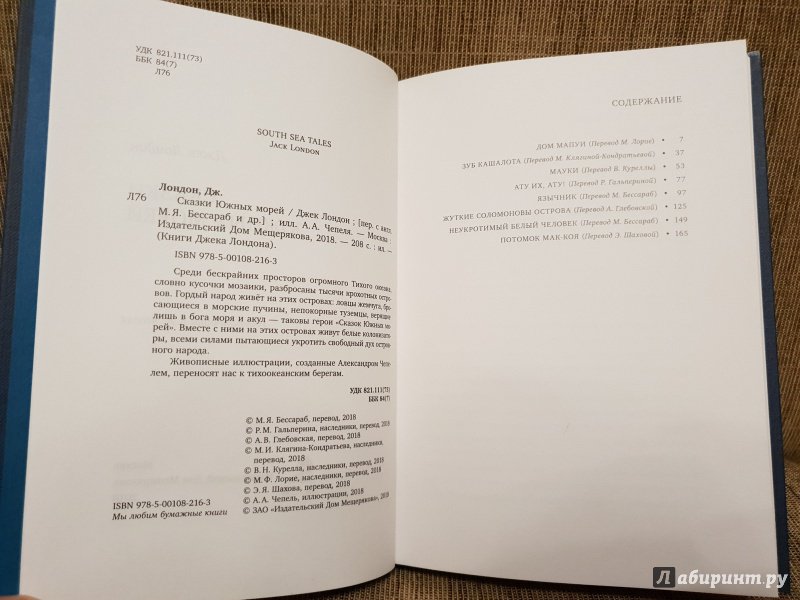 УДК 821.111(73)
ББК 84(7)
Л76
SOUTH SEA TALES
Jack London
Лондон, Дж.
Л76 Сказки Южных морей / Джек Лондон ; [пер. с англ.
М.Я. Бессараб и др.] ; илл. А.А. Чепеля. — Москва :
Издательский Дом Мещерякова, 2018. — 208 с. : ил. —
(Книги Джека Лондона).
ISBN 978-5-00108-216-3
Среди бескрайних просторов огромного Тихого океана,
словно кусочки мозаики, разбросаны тысячи крохотных остро-
вов. Гордый народ живёт на этих островах: ловцы жемчуга, бро-
сающиеся в морские пучины, непокорные туземцы, верящие
лишь в бога моря и акул — таковы герои «Сказок Южных мо-
рей». Вместе с ними на этих островах живут белые колонизато-
ры, всеми силами пытающиеся укротить свободный дух остров-
ного народа.
Живописные иллюстрации, созданные Александром Чепе-
лем, переносят нас к тихоокеанским берегам.
УДК 821.111(73)
ББК 84(7)
© М.Я. Бессараб, перевод, 2018
© Р.М. Гальперина, наследники, перевод, 2018
© А.В. Глебовская, перевод, 2018
© М.И. Клягина-Кондратьева, наследники,
перевод, 2018
© В.Н. Курелла, наследники, перевод, 2018
© М.Ф. Лорие, наследники, перевод, 2018
© Э.Я. Шахова, перевод, 2018
© А.А. Чепель, иллюстрации, 2018
© ЗАО «Издательский Дом Мещерякова», 2018
ISBN 978-5-00108-216-3
Мы любим бумажные книги
СОДЕРЖАНИЕ
ДОМ МАПУИ (Перевод М. Лорие) • 7
ЗУБ КАШАЛОТА (Перевод М. Клягиной-Кондратьевой) • 37
МАУКИ (Перевод В. Куреллы) • 53
АТУ ИХ, АТУ! (Перевод Р. Гальпериной) • 77
ЯЗЫЧНИК (Перевод М. Бессараб) • 97
ЖУТКИЕ СОЛОМОНОВЫ ОСТРОВА (Перевод А. Глебовской) • 125
НЕУКРОТИМЫЙ БЕЛЫЙ ЧЕЛОВЕК (Перевод М. Бессараб) • 149
ПОТОМОК МАК-КОЯ (Перевод Э. Шаховой) • 165
Лабиринт.ру